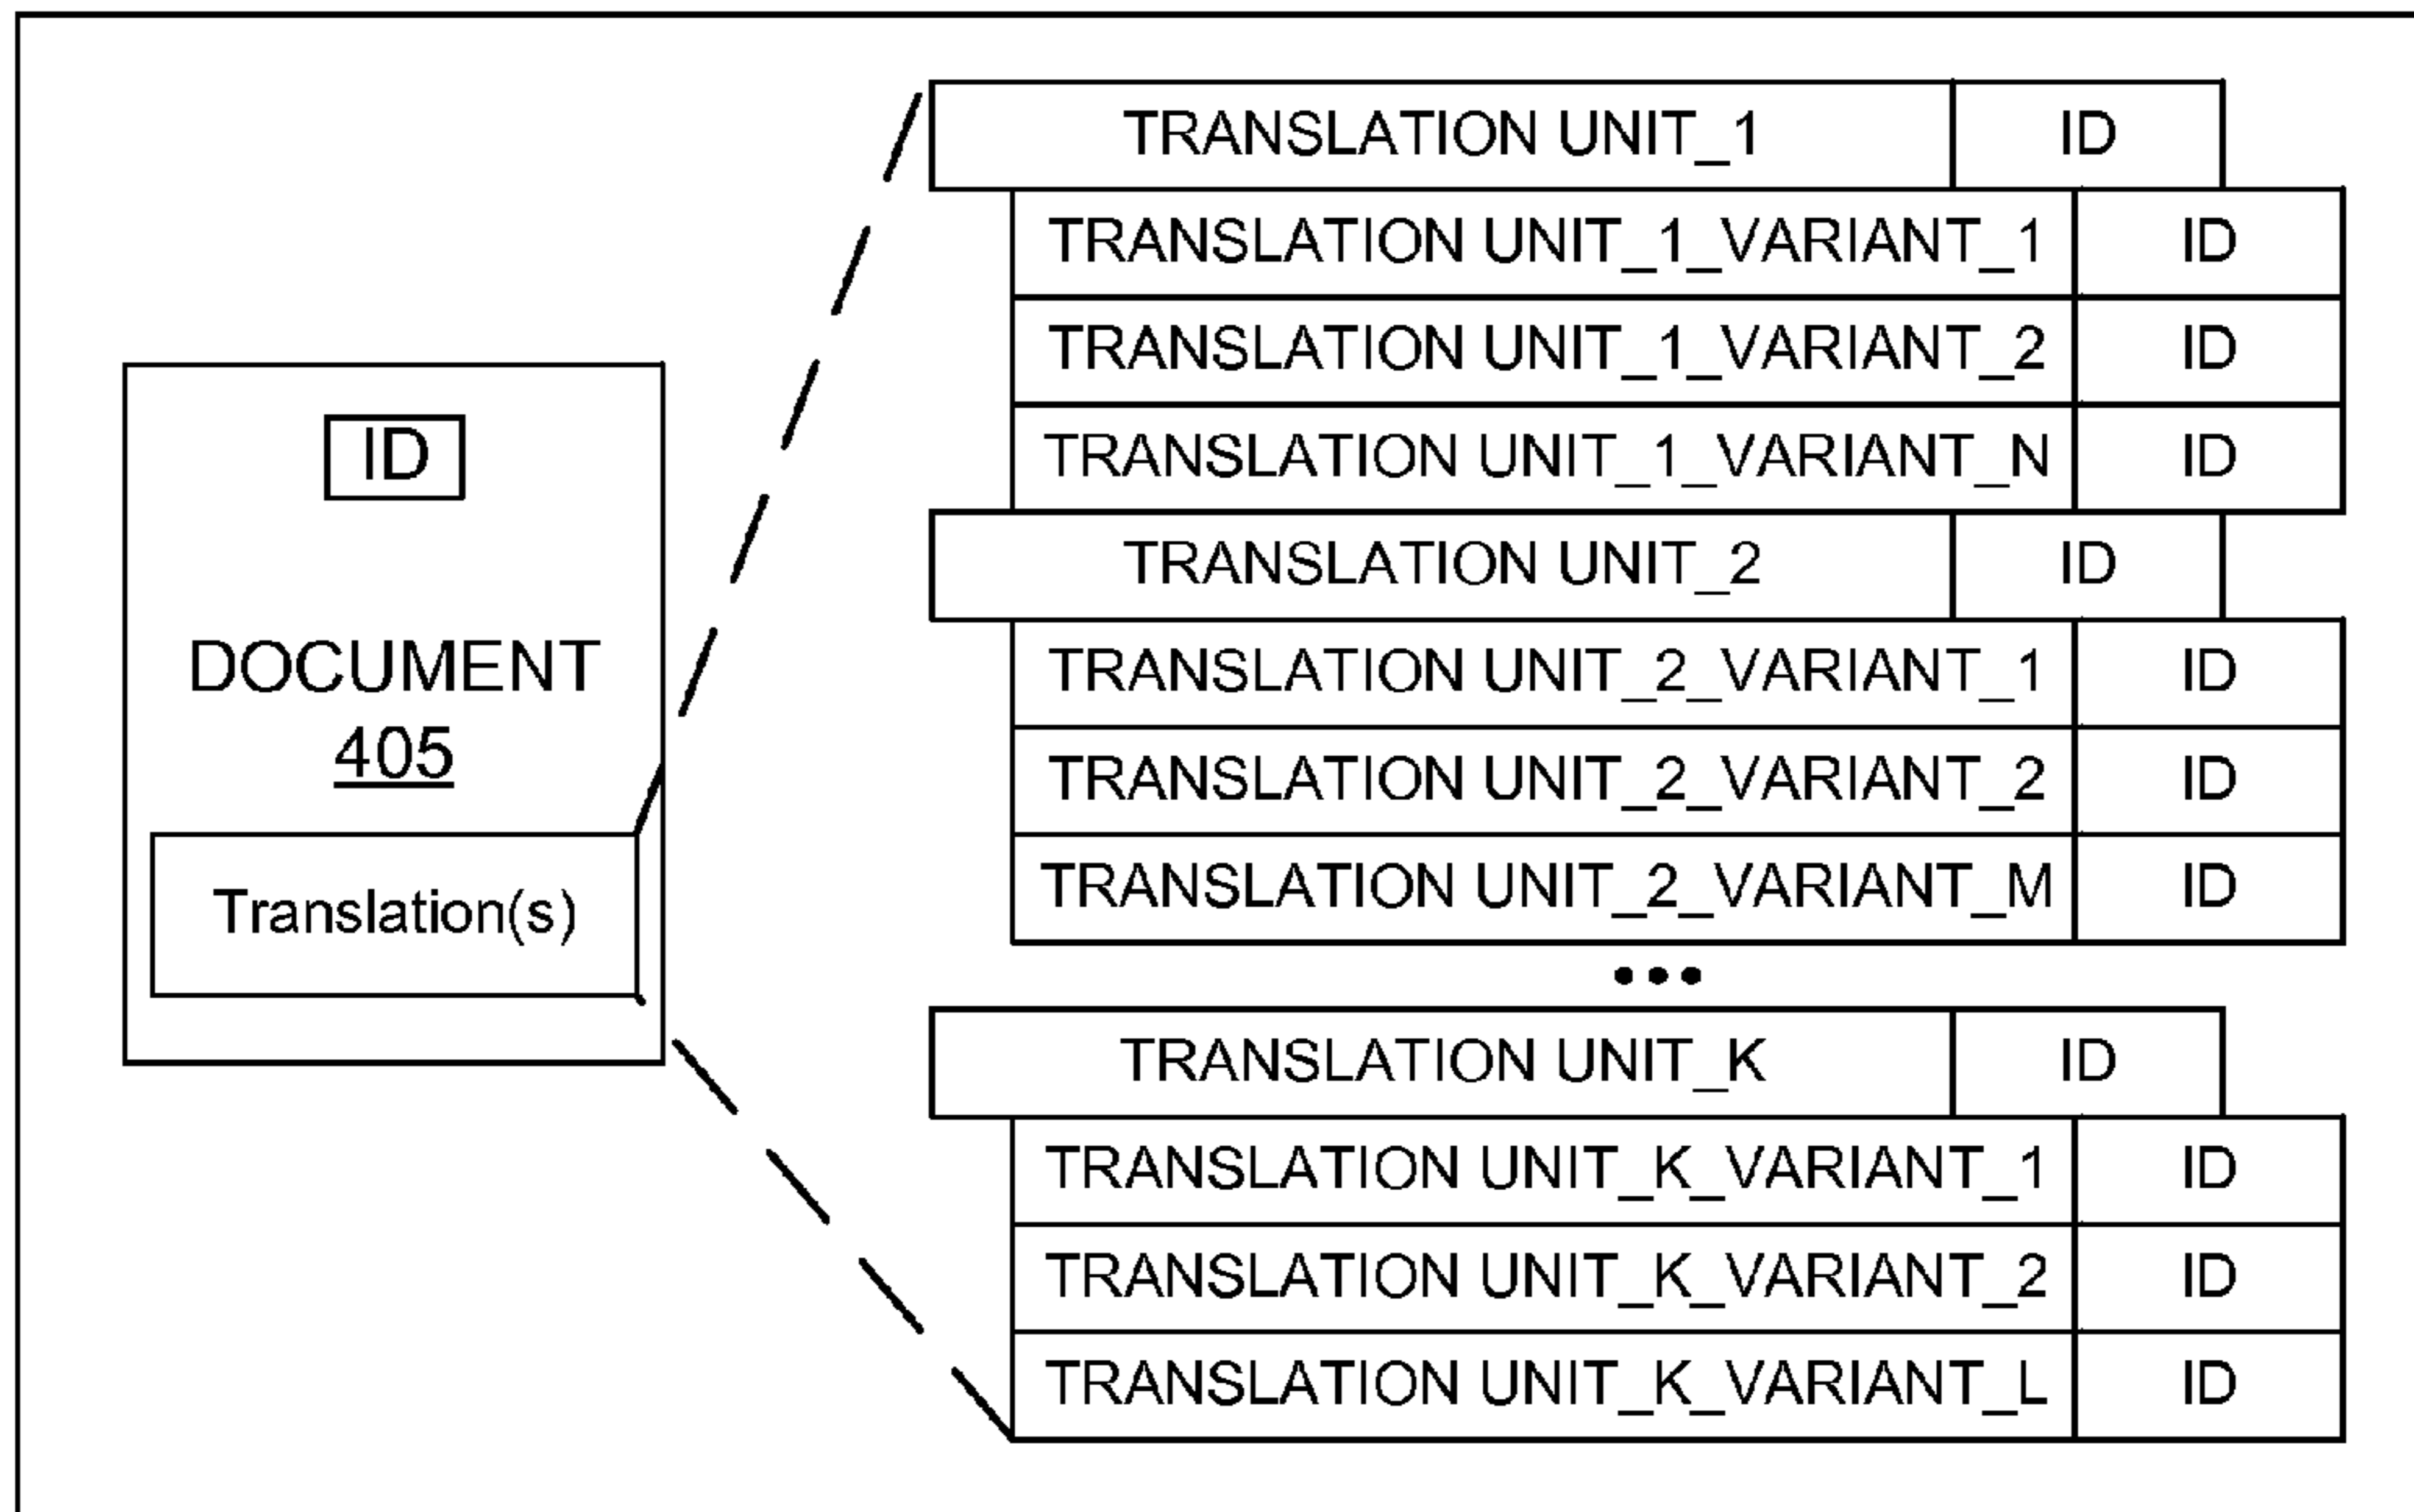 ID
DOCUMENT
405
Translation(s)
TRANSLATION UNIT_1 ID
TRANSLATION UNIT_1_VARIANT_1 ID
TRANSLATION UNIT_1_VARIANT_2 ID
TRANSLATION UNIT_1_VARIANT_N ID
TRANSLATION UNIT_2 ID
TRANSLATION UNIT_2_VARIANT_1 ID
TRANSLATION UNIT_2_VARIANT_2 ID
TRANSLATION UNIT_2_VARIANT_M ID
•••
TRANSLATION UNIT_K ID
TRANSLATION UNIT_K_VARIANT_1 ID
TRANSLATION UNIT_K_VARIANT_2 ID
TRANSLATION UNIT_K_VARIANT_L ID